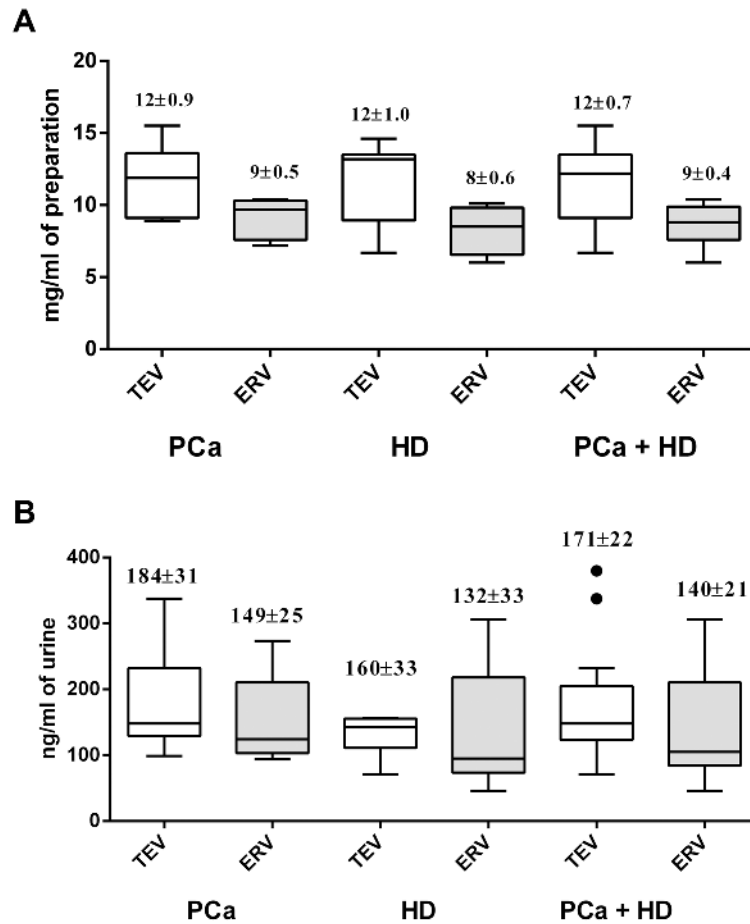 A
mg/ml of preparation
20
15
10
5
0
12±0.9
9±0.5
12±1.0
8±0.6
12±0.7
9±0.4
TEV
ERV
TEV
ERV
TEV
ERV
PCa
HD
PCa + HD
B
ng/ml of urine
400
300
200
100
0
184±31
149±25
160±33
132±33
171±22
140±21
TEV
ERV
TEV
ERV
TEV
ERV
PCa
HD
PCa + HD